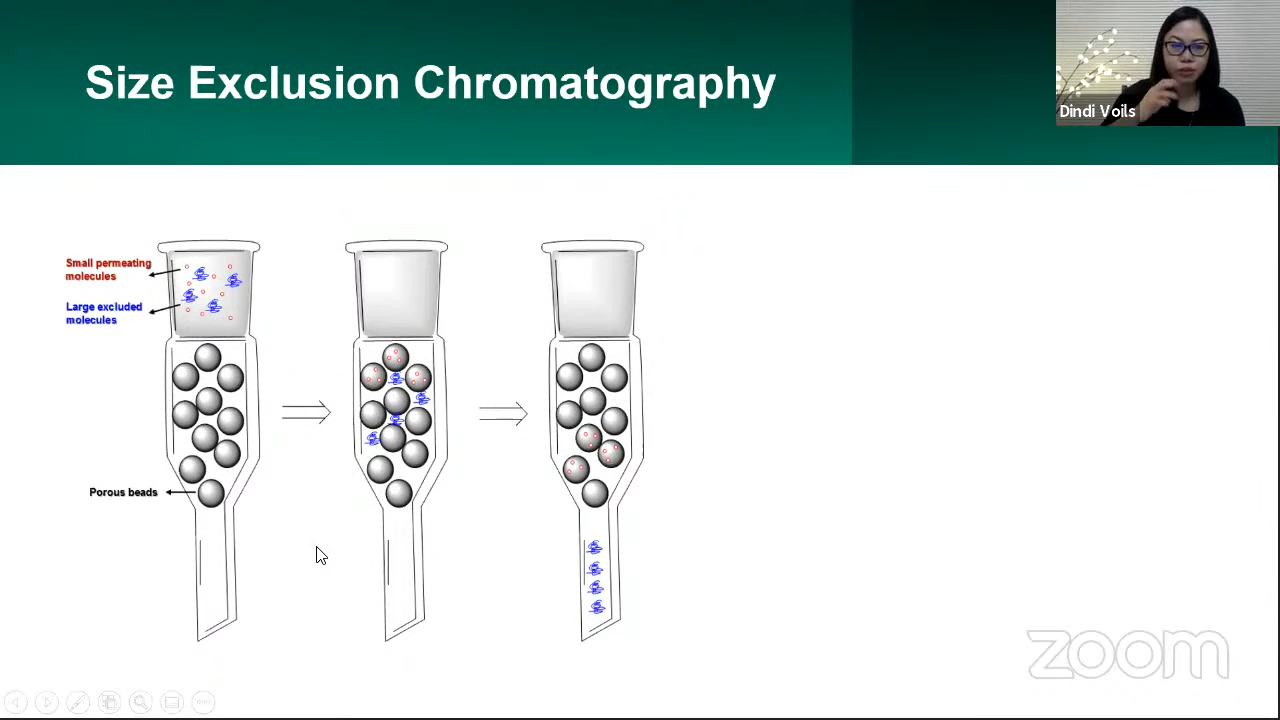 Size Exclusion Chromatography
Dindi Voils
Small permeating
molecules
Large excluded
molecules
Porous beads
zoom